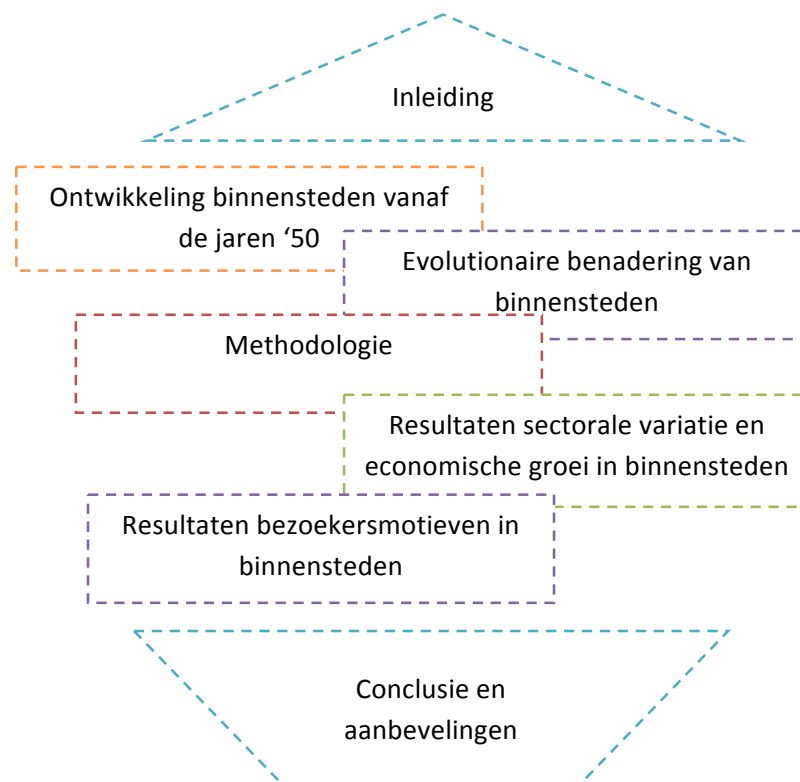 Inleiding
Ontwikkeling binnensteden vanaf
de jaren ‘50
Evolutionaire benadering van
binnensteden
Methodologie
Resultaten sectorale variatie en
economische groei in binnensteden
Resultaten bezoekersmotieven in
binnensteden
Conclusie en
aanbevelingen